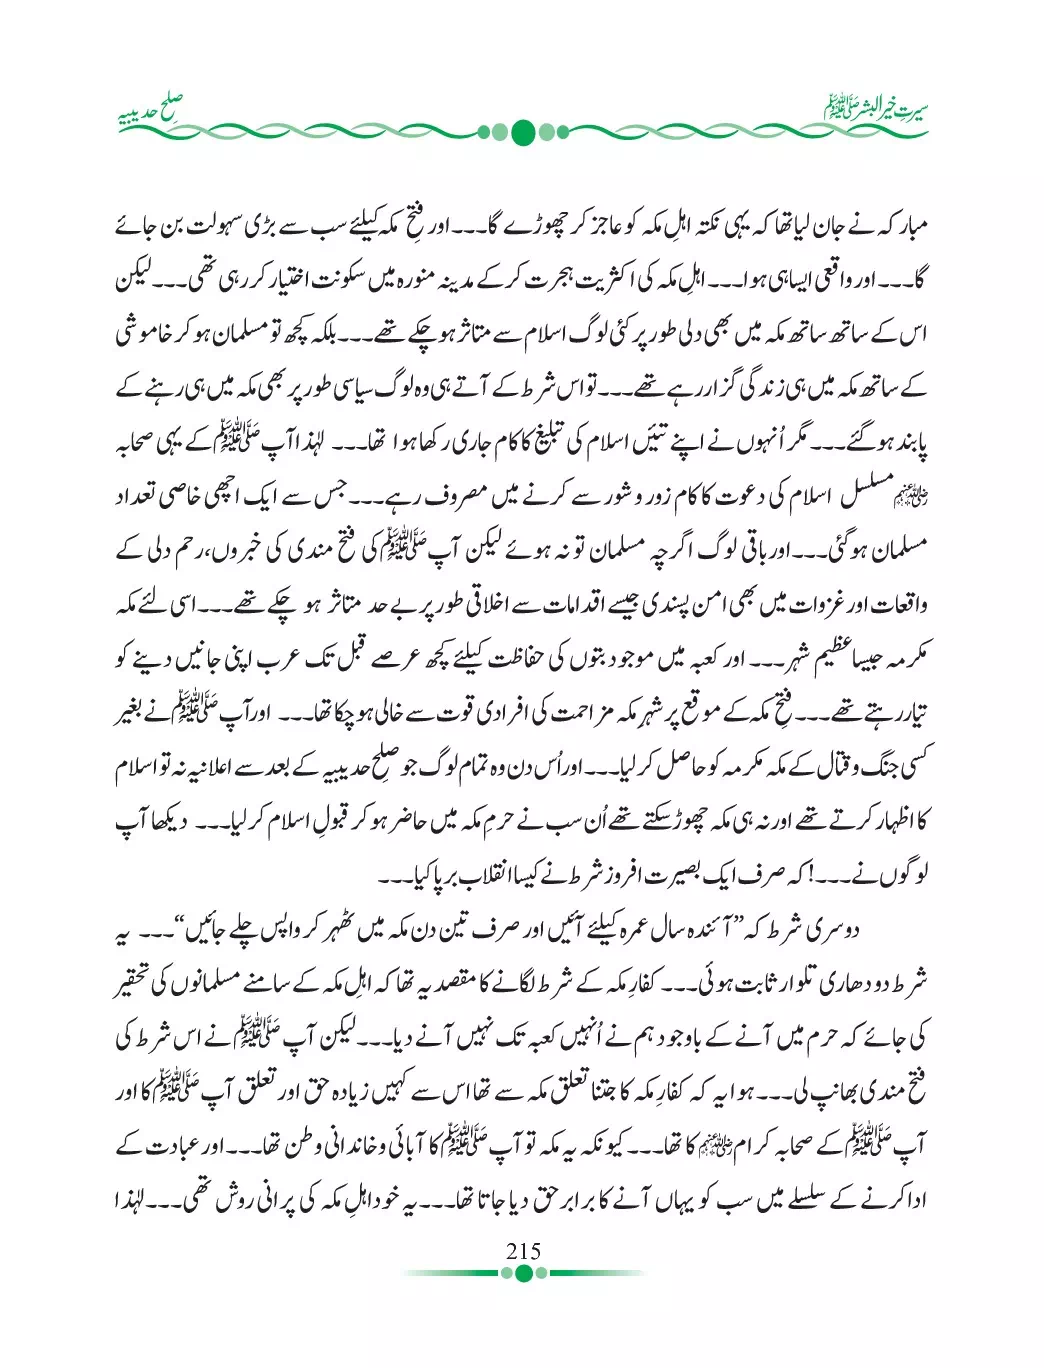 سیرتِ خیر البشر ﷺ
صلح حدیبیہ
مبارکہ نے جان لیا تھا کہ یہی نکتہ اہلِ مکہ کو عاجز کر چھوڑے گا۔۔۔ اور فتحِ مکہ کیلئے سب سے بڑی سہولت بن جائے
گا۔۔۔ اور واقعی ایسا ہی ہوا۔۔۔ اہلِ مکہ کی اکثریت ہجرت کر کے مدینہ منورہ میں سکونت اختیار کر رہی تھی۔۔۔ لیکن
اس کے ساتھ ساتھ مکہ میں بھی دلی طور پر کئی لوگ اسلام سے متاثر ہو چکے تھے۔۔۔ بلکہ کچھ تو مسلمان ہو کر خاموشی
کے ساتھ مکہ میں ہی زندگی گزار رہے تھے۔۔۔ تو اس شرط کے آتے ہی وہ لوگ سیاسی طور پر بھی مکہ میں ہی رہنے کے
پابند ہو گئے۔۔۔ مگر اُنہوں نے اپنے تئیں اسلام کی تبلیغ کا کام جاری رکھا ہوا تھا۔۔۔ لہٰذا آپ ﷺ کے یہی صحابہ
رضی اللہ عنہم مسلسل اسلام کی دعوت کا کام زور و شور سے کرنے میں مصروف رہے۔۔۔ جس سے ایک اچھی خاصی تعداد
مسلمان ہو گئی۔۔۔ اور باقی لوگ اگرچہ مسلمان تو نہ ہوئے لیکن آپ ﷺ کی فتح مندی کی خبروں، رحم دلی کے
واقعات اور غزوات میں بھی امن پسندی جیسے اقدامات سے اخلاقی طور پر بے حد متاثر ہو چکے تھے۔۔۔ اسی لئے مکہ
مکرمہ جیسا عظیم شہر۔۔۔ اور کعبہ میں موجود بتوں کی حفاظت کیلئے کچھ عرصے قبل تک عرب اپنی جانیں دینے کو
تیار رہتے تھے۔۔۔ فتحِ مکہ کے موقع پر شہرِ مکہ مزاحمت کی افرادی قوت سے خالی ہو چکا تھا۔۔۔ اور آپ ﷺ نے بغیر
کسی جنگ و قتال کے مکہ مکرمہ کو حاصل کر لیا۔۔۔ اور اُس دن وہ تمام لوگ جو صلح حدیبیہ کے بعد سے اعلانیہ نہ تو اسلام
کا اظہار کرتے تھے اور نہ ہی مکہ چھوڑ سکتے تھے اُن سب نے حرمِ مکہ میں حاضر ہو کر قبولِ اسلام کر لیا۔۔۔ دیکھا آپ
لوگوں نے۔۔۔! کہ صرف ایک بصیرت افروز شرط نے کیسا انقلاب برپا کیا۔۔۔
دوسری شرط کہ ”آئندہ سال عمرہ کیلئے آئیں اور صرف تین دن مکہ میں ٹھہر کر واپس چلے جائیں“۔۔۔ یہ
شرط دو دھاری تلوار ثابت ہوئی۔۔۔ کفارِ مکہ کے شرط لگانے کا مقصد یہ تھا کہ اہلِ مکہ کے سامنے مسلمانوں کی تحقیر
کی جائے کہ حرم میں آنے کے باوجود ہم نے اُنہیں کعبہ تک نہیں آنے دیا۔۔۔ لیکن آپ ﷺ نے اس شرط کی
فتح مندی بھانپ لی۔۔۔ ہوا یہ کہ کفارِ مکہ کا جتنا تعلق مکہ سے تھا اس سے کہیں زیادہ حق اور تعلق آپ ﷺ کا اور
آپ ﷺ کے صحابہ کرام رضی اللہ عنہم کا تھا۔۔۔ کیونکہ یہ مکہ تو آپ ﷺ کا آبائی و خاندانی وطن تھا۔۔۔ اور عبادت کے
ادا کرنے کے سلسلے میں سب کو یہاں آنے کا برابر حق دیا جاتا تھا۔۔۔ یہ خود اہلِ مکہ کی پرانی روش تھی۔۔۔ لہٰذا
215